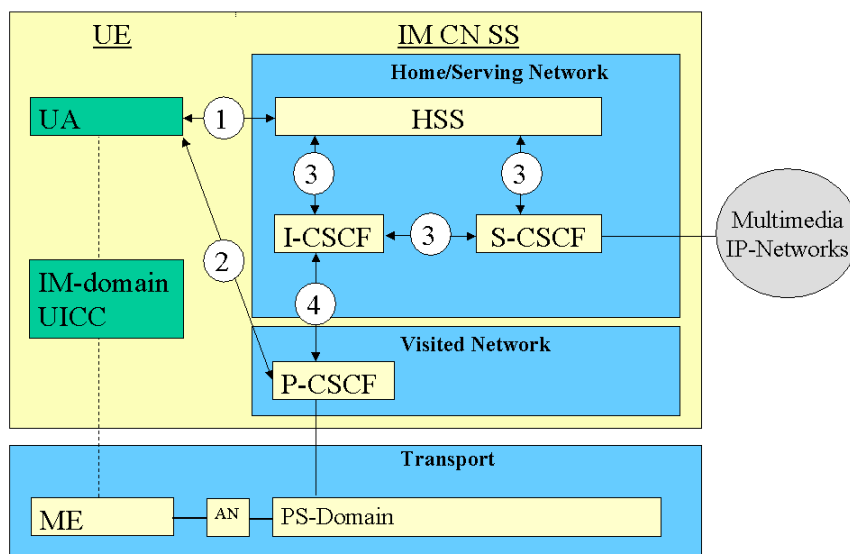 UE
IM CN SS
Home/Serving Network
UA
1
HSS
3
3
I-CSCF
3
S-CSCF
Multimedia
IP-Networks
2
IM-domain
UICC
4
Visited Network
P-CSCF
Transport
ME
AN
PS-Domain